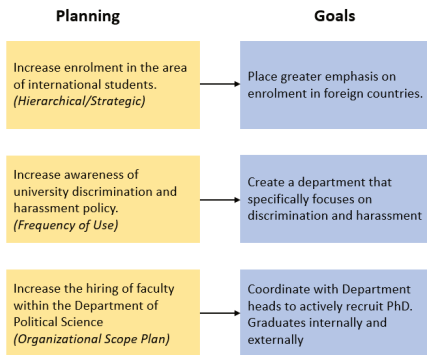 Planning
Goals
Increase enrolment in the area
of international students.
(Hierarchical/Strategic)
Place greater emphasis on
enrolment in foreign countries.
Increase awareness of
university discrimination and
harassment policy.
(Frequency of Use)
Create a department that
specifically focuses on
discrimination and harassment
Increase the hiring of faculty
within the Department of
Political Science
(Organizational Scope Plan)
Coordinate with Department
heads to actively recruit PhD.
Graduates internally and
externally